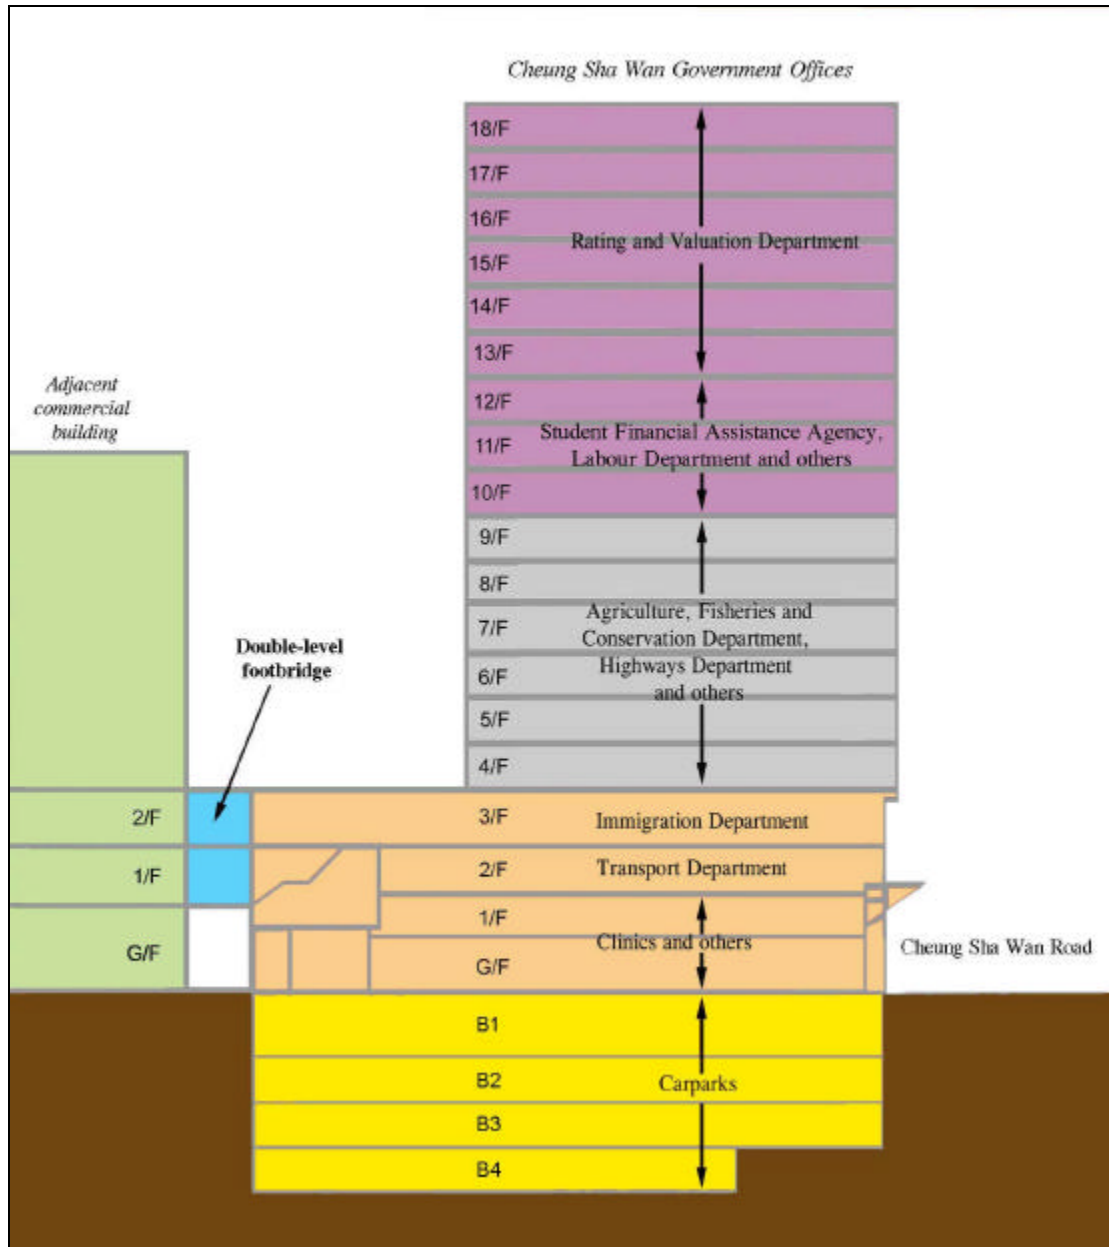 Cheung Sha Wan Government Offices
18/F
17/F
16/F
Rating and Valuation Department
15/F
14/F
13/F
Adjacent
commercial
building
12/F
11/F
Student Financial Assistance Agency,
Labour Department and others
10/F
9/F
8/F
7/F
Agriculture, Fisheries and
Conservation Department,
Highways Department
and others
6/F
5/F
4/F
Double-level
footbridge
2/F
3/F
Immigration Department
1/F
2/F
Transport Department
1/F
Clinics and others
G/F
G/F
Cheung Sha Wan Road
B1
B2
Carparks
B3
B4